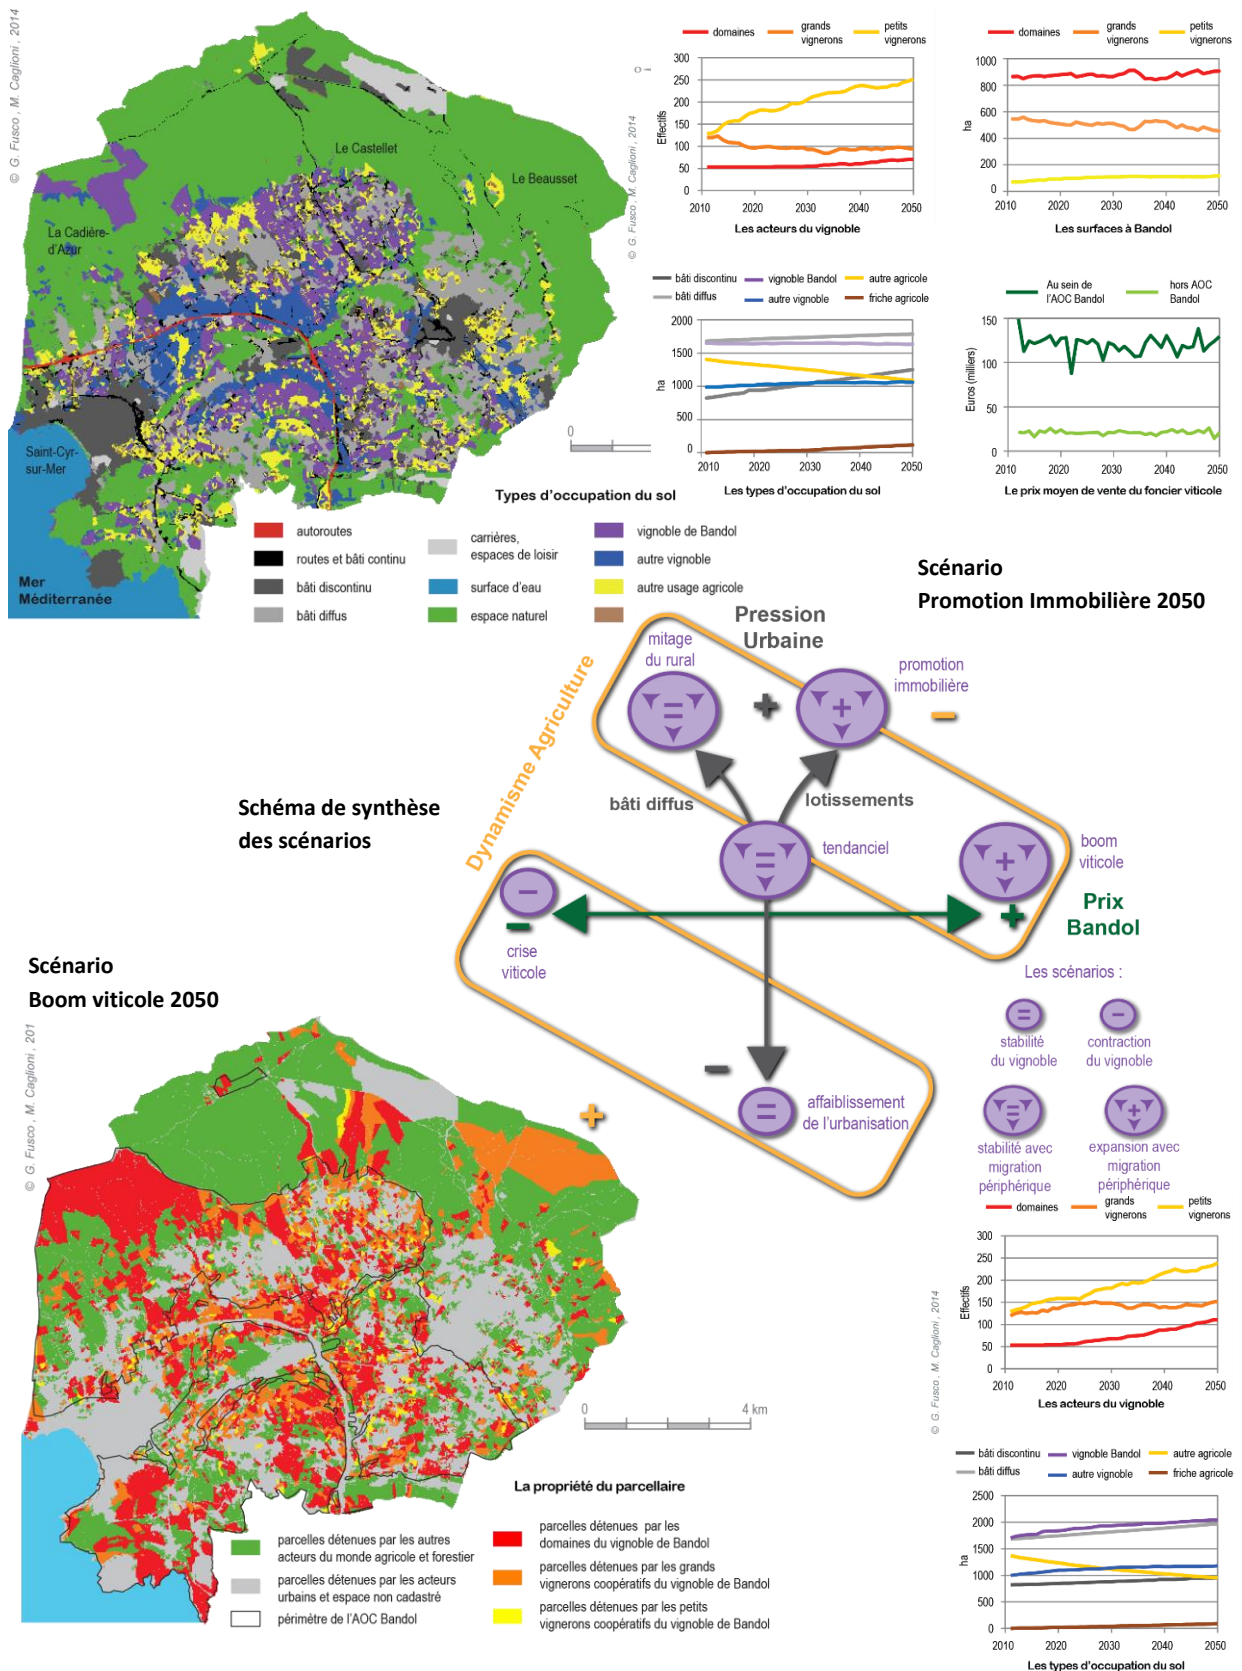 © G. Fusco, M. Caglioni, 2014
Le Castellet
Le Beausset
La Cadière-
d'Azur
Saint-Cyr-
sur-Mer
Mer
Méditerranée
0
Types d'occupation du sol
autoroutes
routes et bâti continu
bâti discontinu
bâti diffus
carrières,
espaces de loisir
surface d'eau
espace naturel
vignoble de Bandol
autre vignoble
autre usage agricole
© G. Fusco, M. Caglioni, 2014
domaines
grands
vignerons
petits
vignerons
Effectifs
300
250
200
150
100
50
0
2010 2020 2030 2040 2050
Les acteurs du vignoble
domaines
grands
vignerons
petits
vignerons
ha
1000
800
600
400
200
0
2010 2020 2030 2040 2050
Les surfaces à Bandol
bâti discontinu
vignoble Bandol
autre agricole
bâti diffus
autre vignoble
friche agricole
ha
2000
1500
1000
500
0
2010 2020 2030 2040 2050
Les types d'occupation du sol
Au sein de
l'AOC Bandol
hors AOC
Bandol
Euros (milliers)
150
100
50
0
2010 2020 2030 2040 2050
Le prix moyen de vente du foncier viticole
Scénario
Promotion Immobilière 2050
Pression
Urbaine
mitage
du rural
promotion
immobilière
=
+
+
−
Dynamisme Agriculture
bâti diffus
lotissements
Schéma de synthèse
des scénarios
=
tendanciel
+
boom
viticole
−
−
crise
viticole
+
Prix
Bandol
−
=
affaiblissement
de l'urbanisation
+
Les scénarios :
=
stabilité
du vignoble
−
contraction
du vignoble
=
stabilité avec
migration
périphérique
+
expansion avec
migration
périphérique
Scénario
Boom viticole 2050
© G. Fusco, M. Caglioni, 201
0 4 km
La propriété du parcellaire
parcelles détenues par les autres
acteurs du monde agricole et forestier
parcelles détenues par les acteurs
urbains et espace non cadastré
périmètre de l'AOC Bandol
parcelles détenues par les
domaines du vignoble de Bandol
parcelles détenues par les grands
vignerons coopératifs du vignoble de Bandol
parcelles détenues par les petits
vignerons coopératifs du vignoble de Bandol
© G. Fusco, M. Caglioni, 2014
domaines
grands
vignerons
petits
vignerons
Effectifs
300
250
200
150
100
50
0
2010 2020 2030 2040 2050
Les acteurs du vignoble
bâti discontinu
vignoble Bandol
autre agricole
bâti diffus
autre vignoble
friche agricole
ha
2500
2000
1500
1000
500
0
2010 2020 2030 2040 2050
Les types d'occupation du sol